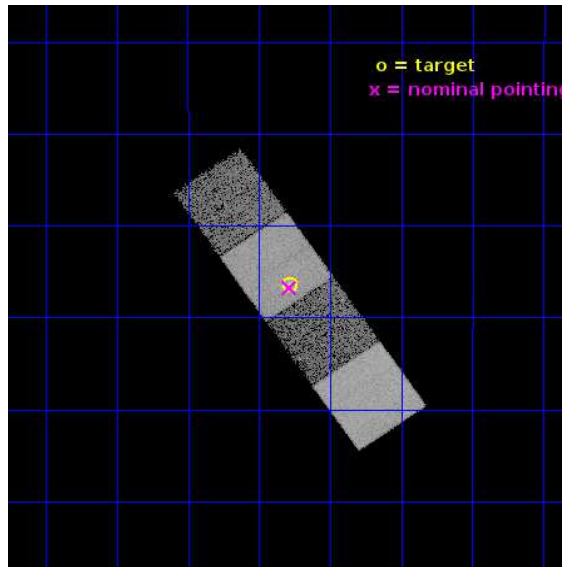 o = target
x = nominal pointing